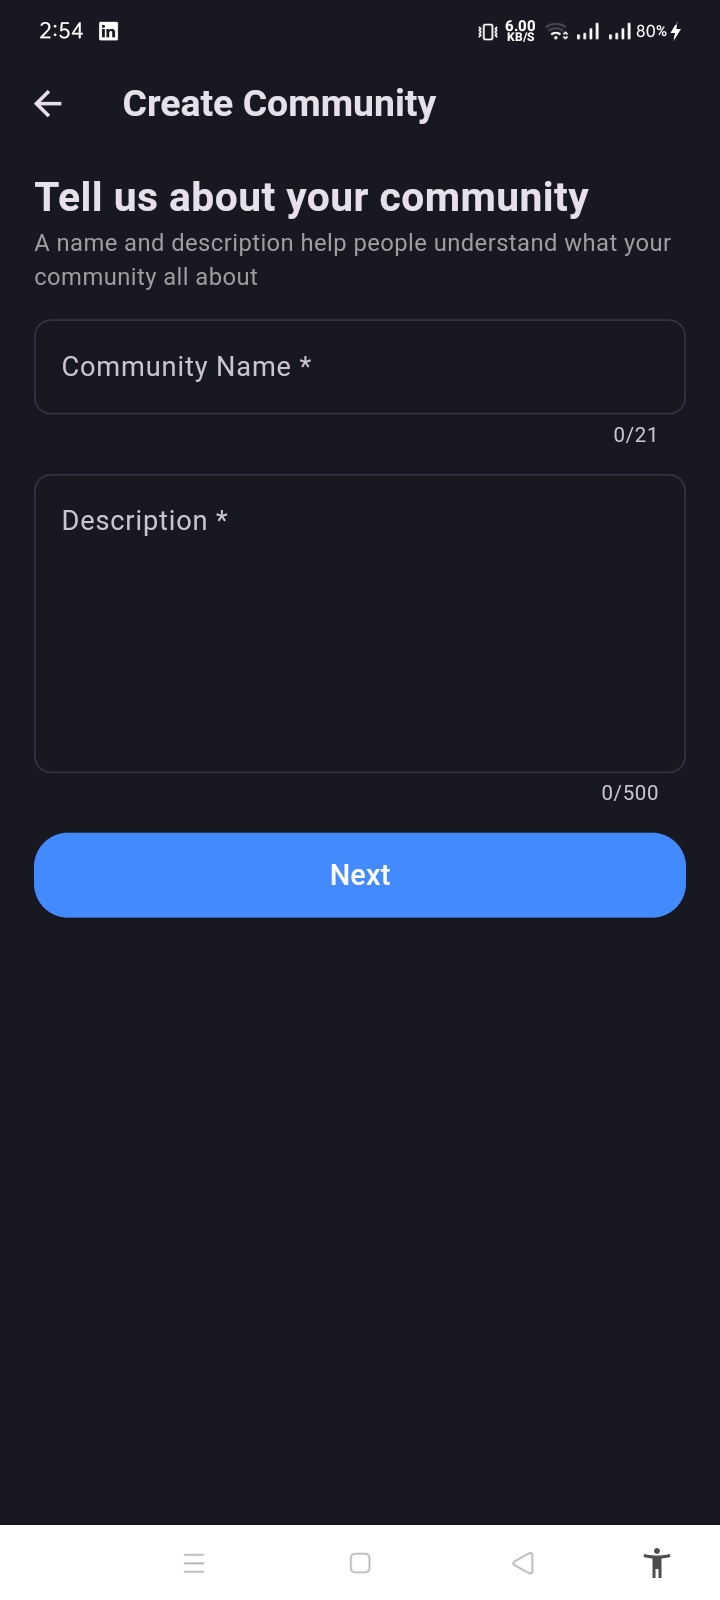 2:54 in 6.00 KB/S 80%
Create Community
Tell us about your community
A name and description help people understand what your
community all about
Community Name *
0/21
Description *
0/500
Next